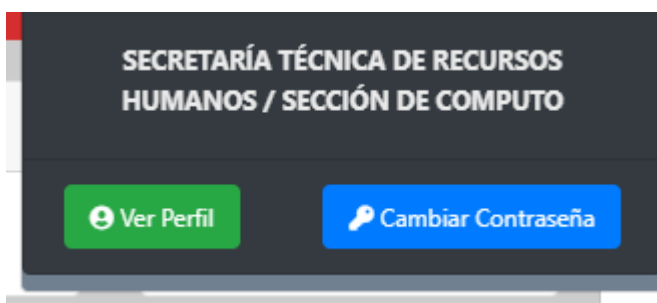 SECRETARÍA TÉCNICA DE RECURSOS
HUMANOS / SECCIÓN DE COMPUTO
Ver Perfil
Cambiar Contraseña